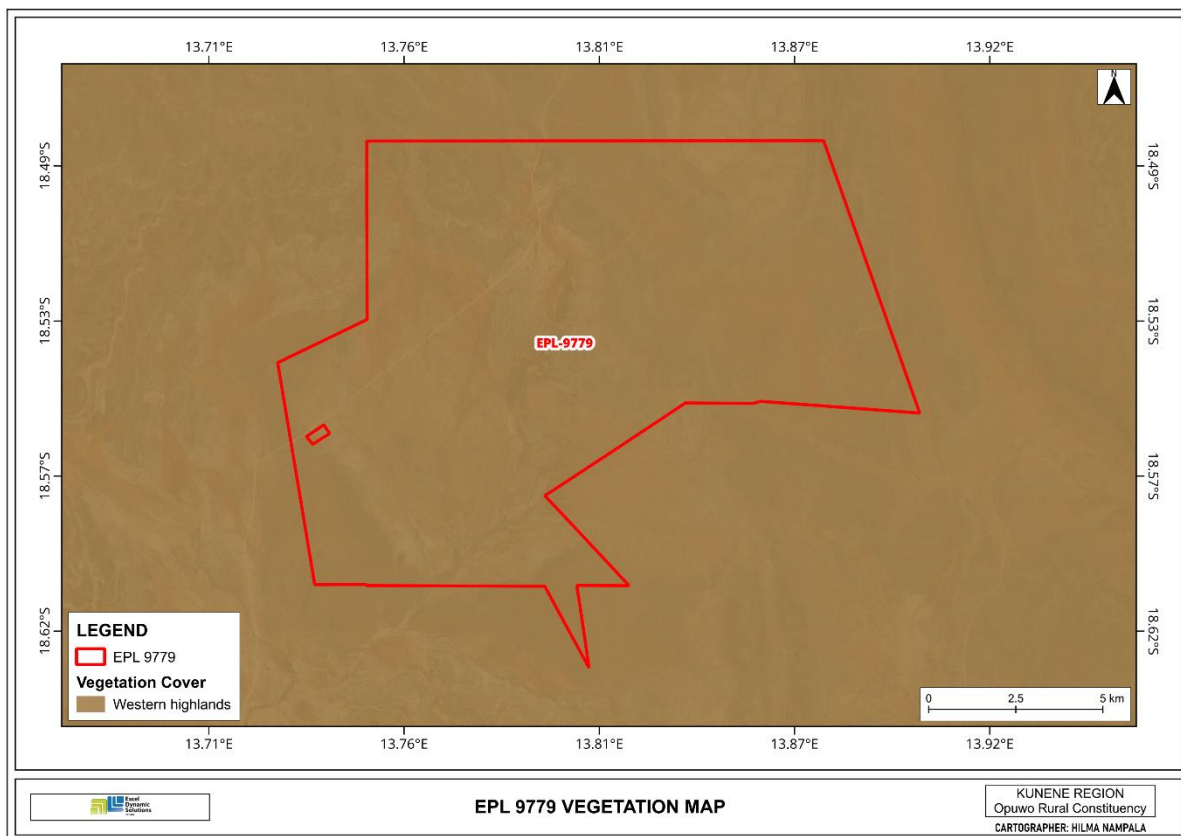 13.71°E 13.76°E 13.81°E 13.87°E 13.92°E
N
18.49°S 18.49°S
18.53°S 18.53°S
EPL-9779
18.57°S 18.57°S
18.62°S 18.62°S
LEGEND
EPL 9779
Vegetation Cover
Western highlands
0 2.5 5 km
13.71°E 13.76°E 13.81°E 13.87°E 13.92°E
Excel
Dynamic
Solutions
EPL 9779 VEGETATION MAP
KUNENE REGION
Opuwo Rural Constituency
CARTOGRAPHER: HILMA NAMPALA